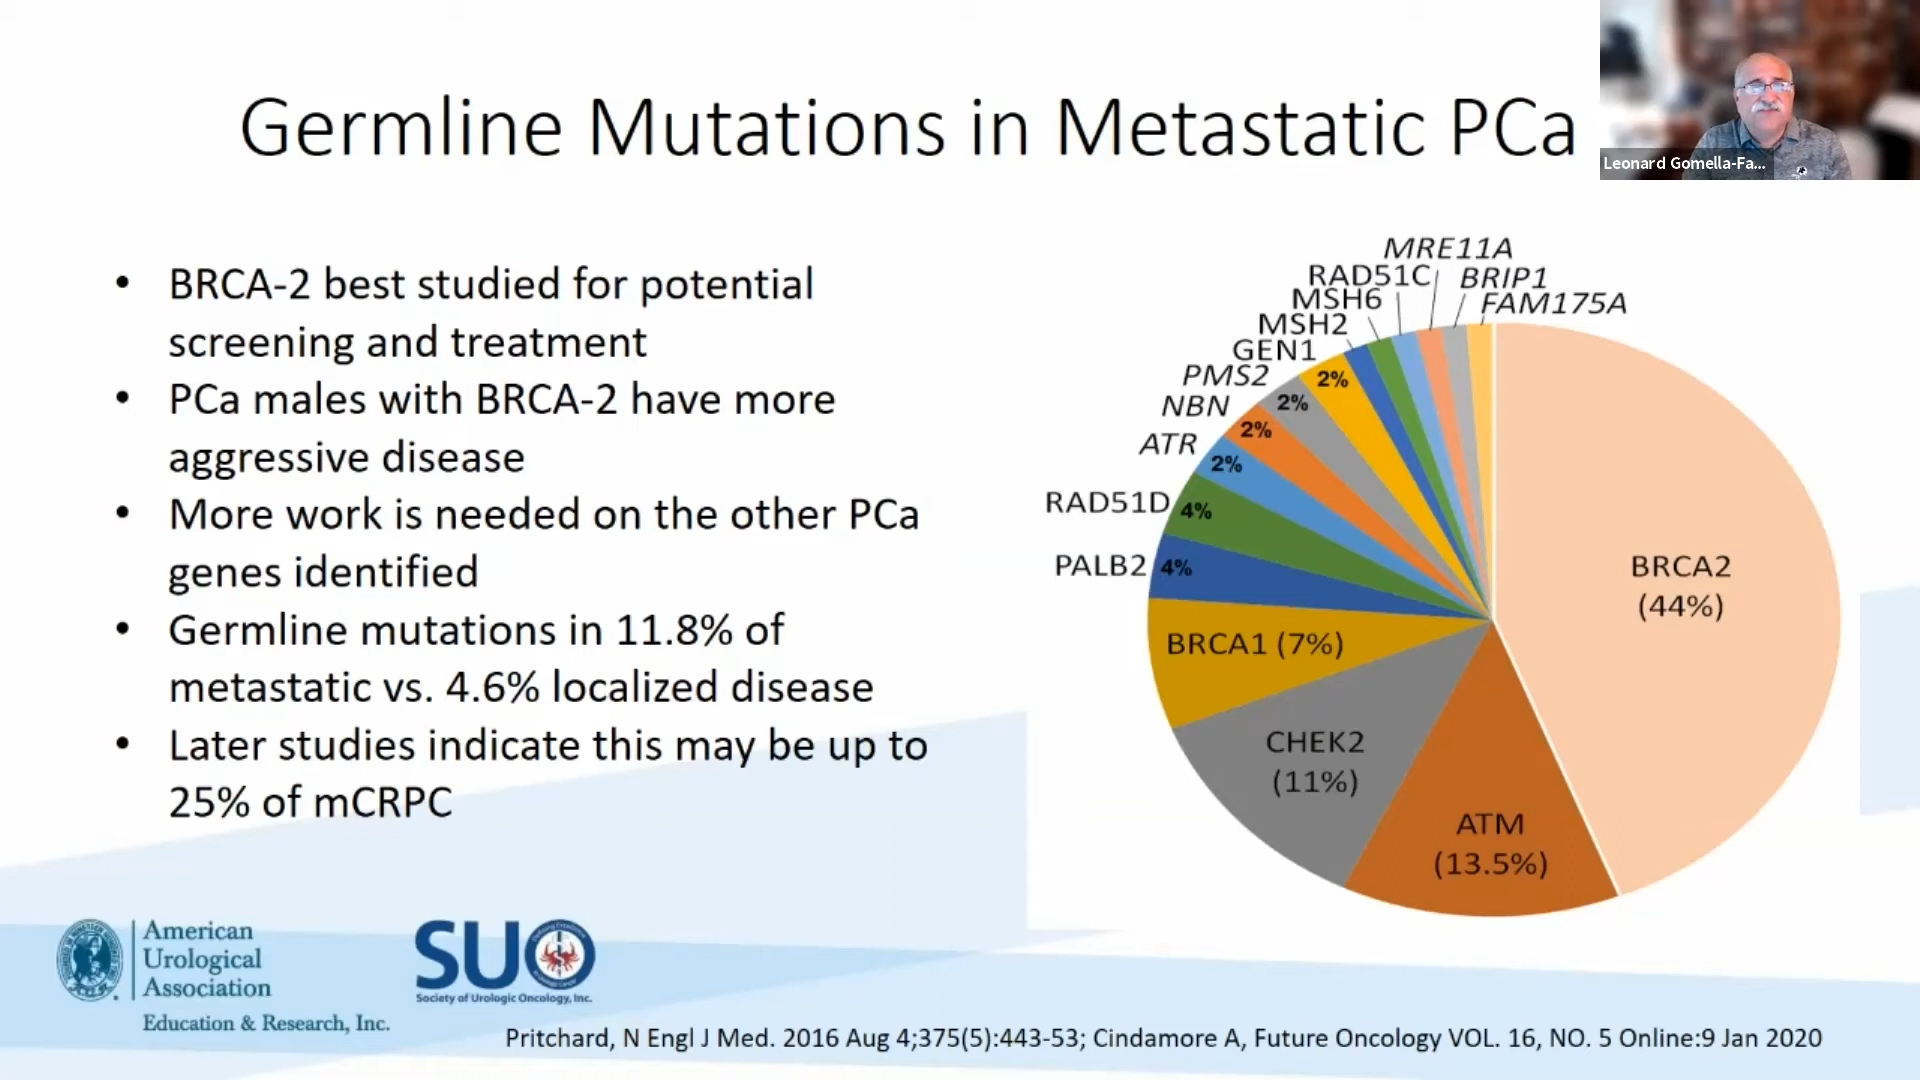 Germline Mutations in Metastatic PCa
Leonard Gomella-Fa...
• BRCA-2 best studied for potential
screening and treatment
• PCa males with BRCA-2 have more
aggressive disease
• More work is needed on the other PCa
genes identified
• Germline mutations in 11.8% of
metastatic vs. 4.6% localized disease
• Later studies indicate this may be up to
25% of mCRPC
MRE11A
RAD51C
BRIP1
MSH6
FAM175A
MSH2
GEN1
PMS2
2%
NBN
2%
2%
ATR
2%
RAD51D
4%
PALB2
4%
BRCA2
(44%)
BRCA1 (7%)
CHEK2
(11%)
ATM
(13.5%)
American
Urological
Association
Education & Research, Inc.
SUO
Society of Urologic Oncology, Inc.
Pritchard, N Engl J Med. 2016 Aug 4;375(5):443-53; Cindamore A, Future Oncology VOL. 16, NO. 5 Online:9 Jan 2020